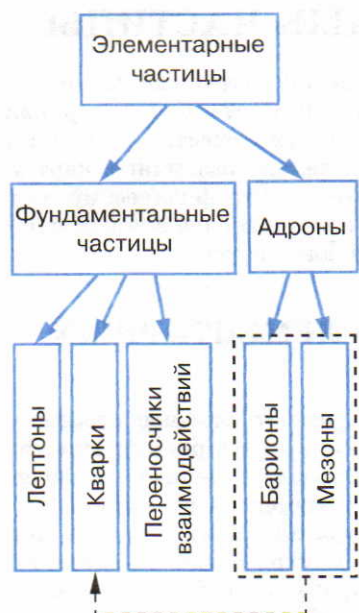 Элементарные
частицы
Фундаментальные
частицы
Адроны
Лептоны
Кварки
Переносчики
взаимодействий
Барионы
Мезоны